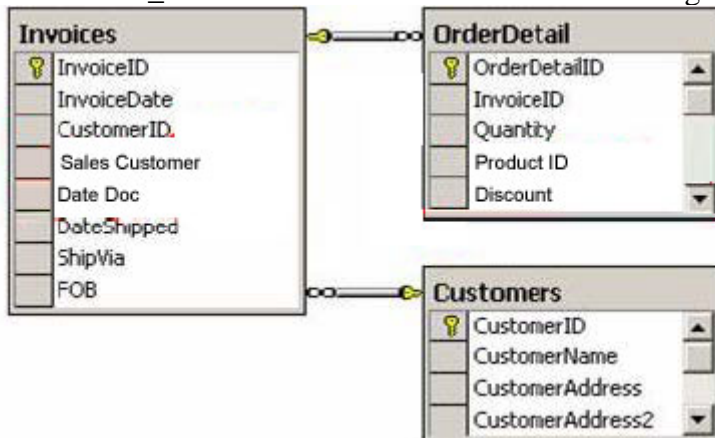 Invoices
InvoiceID
InvoiceDate
CustomerID
Sales Customer
Date Doc
DateShipped
ShipVia
FOB
OrderDetail
OrderDetailID
InvoiceID
Quantity
Product ID
Discount
Customers
CustomerID
CustomerName
CustomerAddress
CustomerAddress2